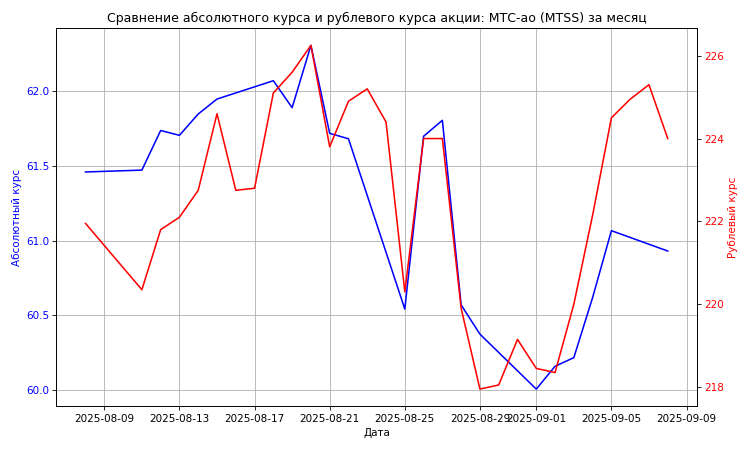 Сравнение абсолютного курса и рублевого курса акции: МТС-ао (MTSS) за месяц
62.0
61.5
61.0
60.5
60.0
Абсолютный курс
226
224
222
220
218
Рублевый курс
2025-08-09 2025-08-13 2025-08-17 2025-08-21 2025-08-25 2025-08-29 2025-09-01 2025-09-05 2025-09-09
Дата